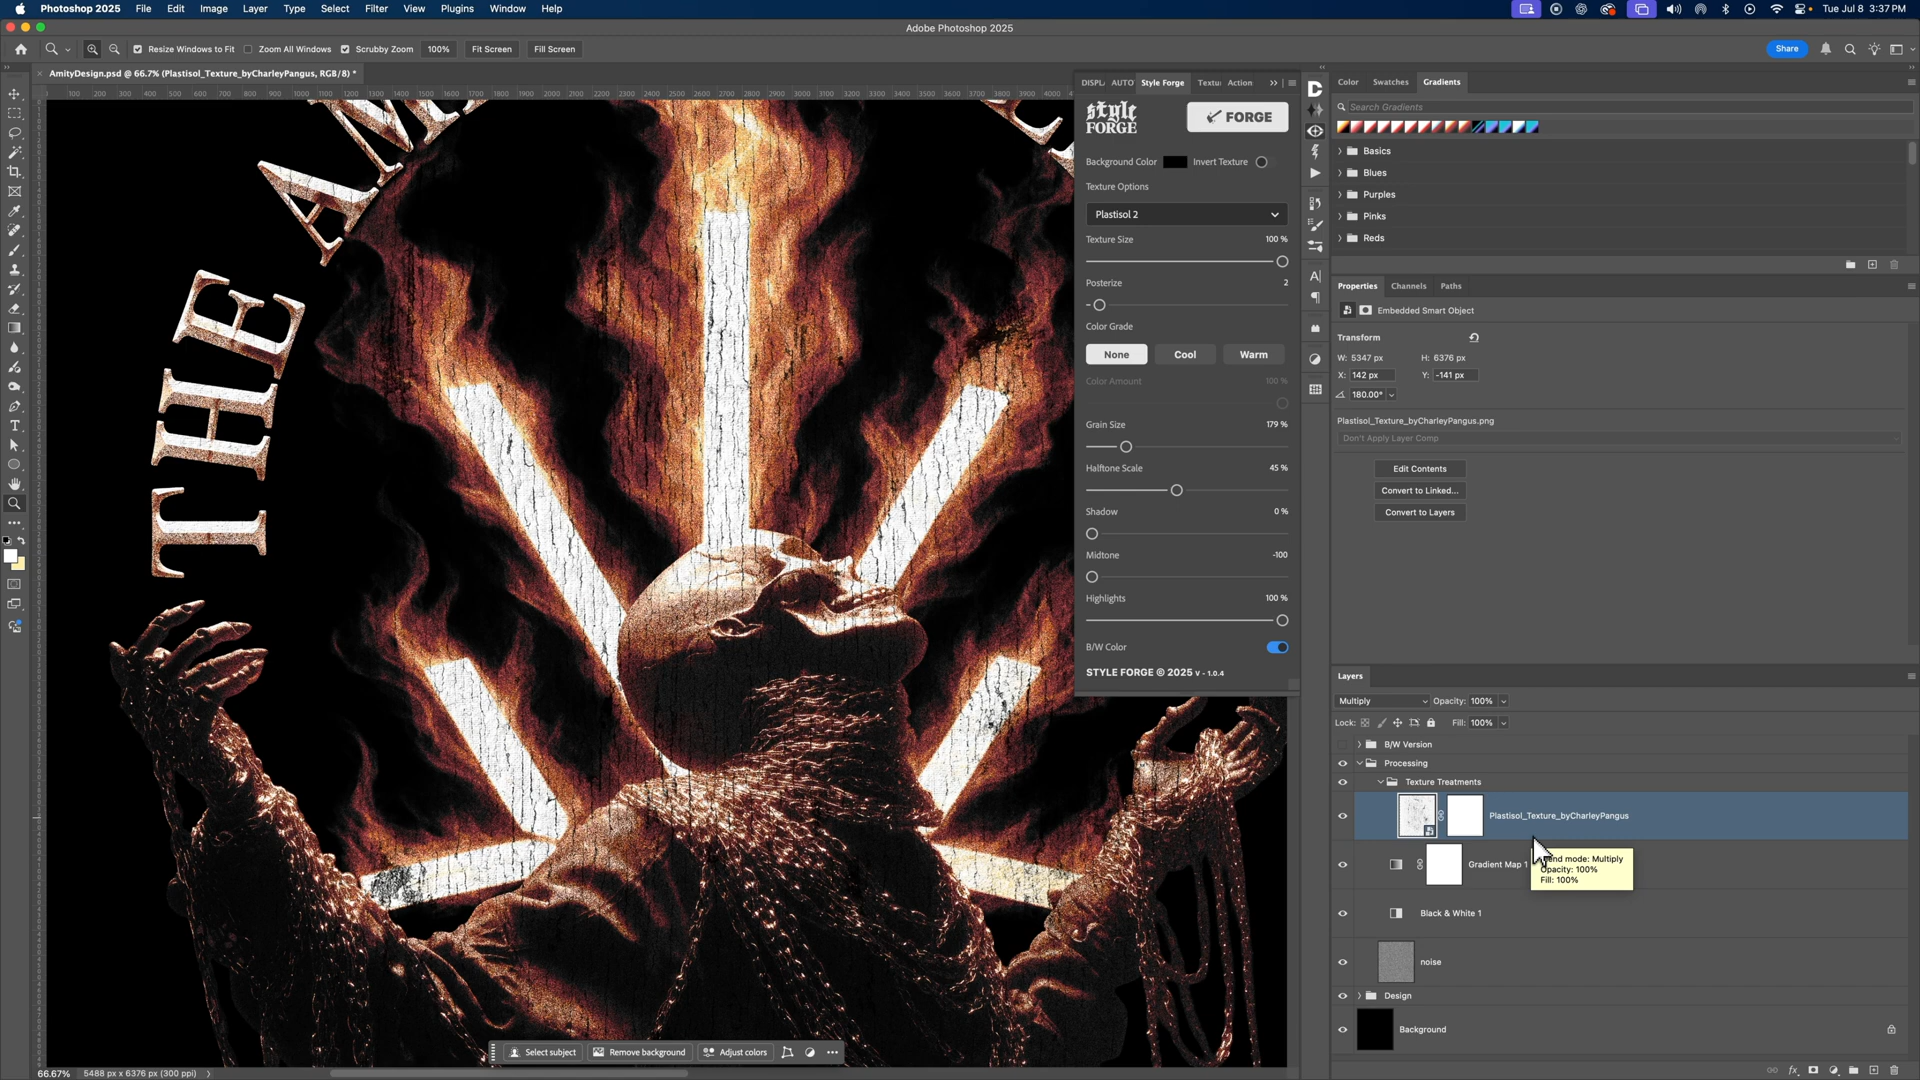 Photoshop 2025 File Edit Image Layer Type Select Filter View Plugins Window Help
Tue Jul 8 3:37 PM
Adobe Photoshop 2025
Resize Windows to Fit Zoom All Windows Scrubby Zoom 100% Fit Screen Fill Screen
Share
AmityDesign.psd @ 66.7% (Plastisol_Texture_byCharleyPangus, RGB/8) *
THE AM
DISPL AUTO Style Forge Textu Action
style FORGE
FORGE
Background Color Invert Texture
Texture Options
Plastisol 2
Texture Size 100 %
Posterize 2
Color Grade
None Cool Warm
Color Amount 100 %
Grain Size 179 %
Halftone Scale 45 %
Shadow 0 %
Midtone -100
Highlights 100 %
B/W Color
STYLE FORGE © 2025 V - 1.0.4
Color Swatches Gradients
Search Gradients
Basics
Blues
Purples
Pinks
Reds
Properties Channels Paths
Embedded Smart Object
Transform
W: 5347 px H: 6376 px
X: 142 px Y: -141 px
180.00°
Plastisol_Texture_byCharleyPangus.png
Don't Apply Layer Comp
Edit Contents
Convert to Linked...
Convert to Layers
Layers
Multiply Opacity: 100%
Lock: Fill: 100%
B/W Version
Processing
Texture Treatments
Plastisol_Texture_byCharleyPangus
Gradient Map 1
end mode: Multiply
Opacity: 100%
Fill: 100%
Black & White 1
noise
Design
Background
Select subject Remove background Adjust colors
66.67% 5488 px x 6376 px (300 ppi)